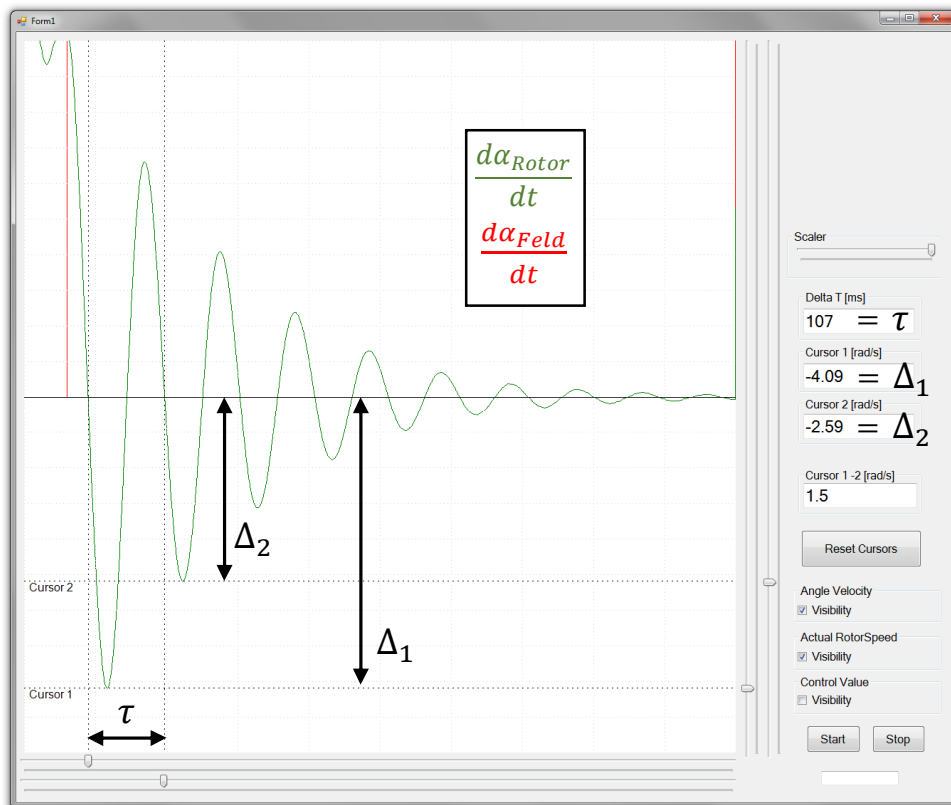 Form1
dα_Rotor
dt
dα_Feld
dt
Δ₂
Cursor 2
Δ₁
Cursor 1
τ
Scaler
Delta T [ms]
107 = τ
Cursor 1 [rad/s]
-4.09 = Δ₁
Cursor 2 [rad/s]
-2.59 = Δ₂
Cursor 1 -2 [rad/s]
1.5
Reset Cursors
Angle Velocity
Visibility
Actual RotorSpeed
Visibility
Control Value
Visibility
Start Stop